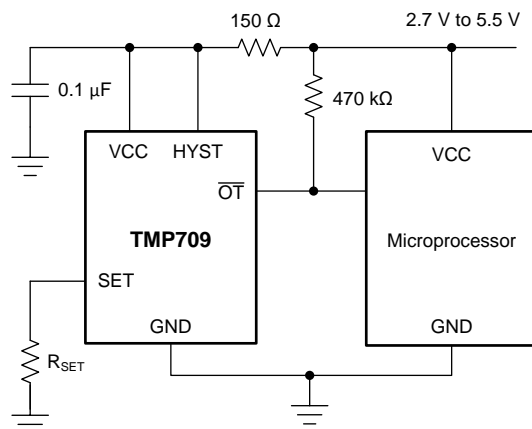 150 Ω
2.7 V to 5.5 V
0.1 µF
470 kΩ
VCC HYST
VCC
OT
TMP709
Microprocessor
SET
GND
GND
RSET